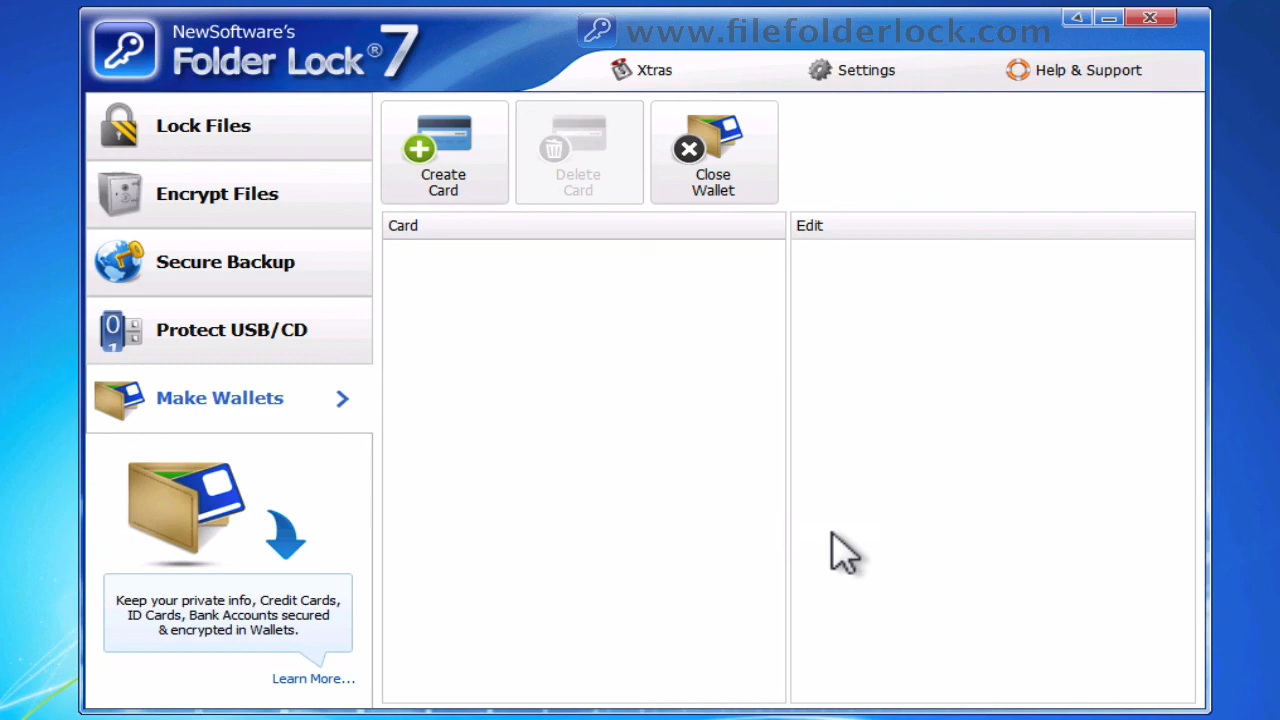 NewSoftware's
Folder Lock®7
www.filefolderlock.com
Xtras
Settings
Help & Support
Lock Files
Encrypt Files
Secure Backup
Protect USB/CD
Make Wallets
Create
Card
Delete
Card
Close
Wallet
Card
Edit
Keep your private info, Credit Cards,
ID Cards, Bank Accounts secured
& encrypted in Wallets.
Learn More...